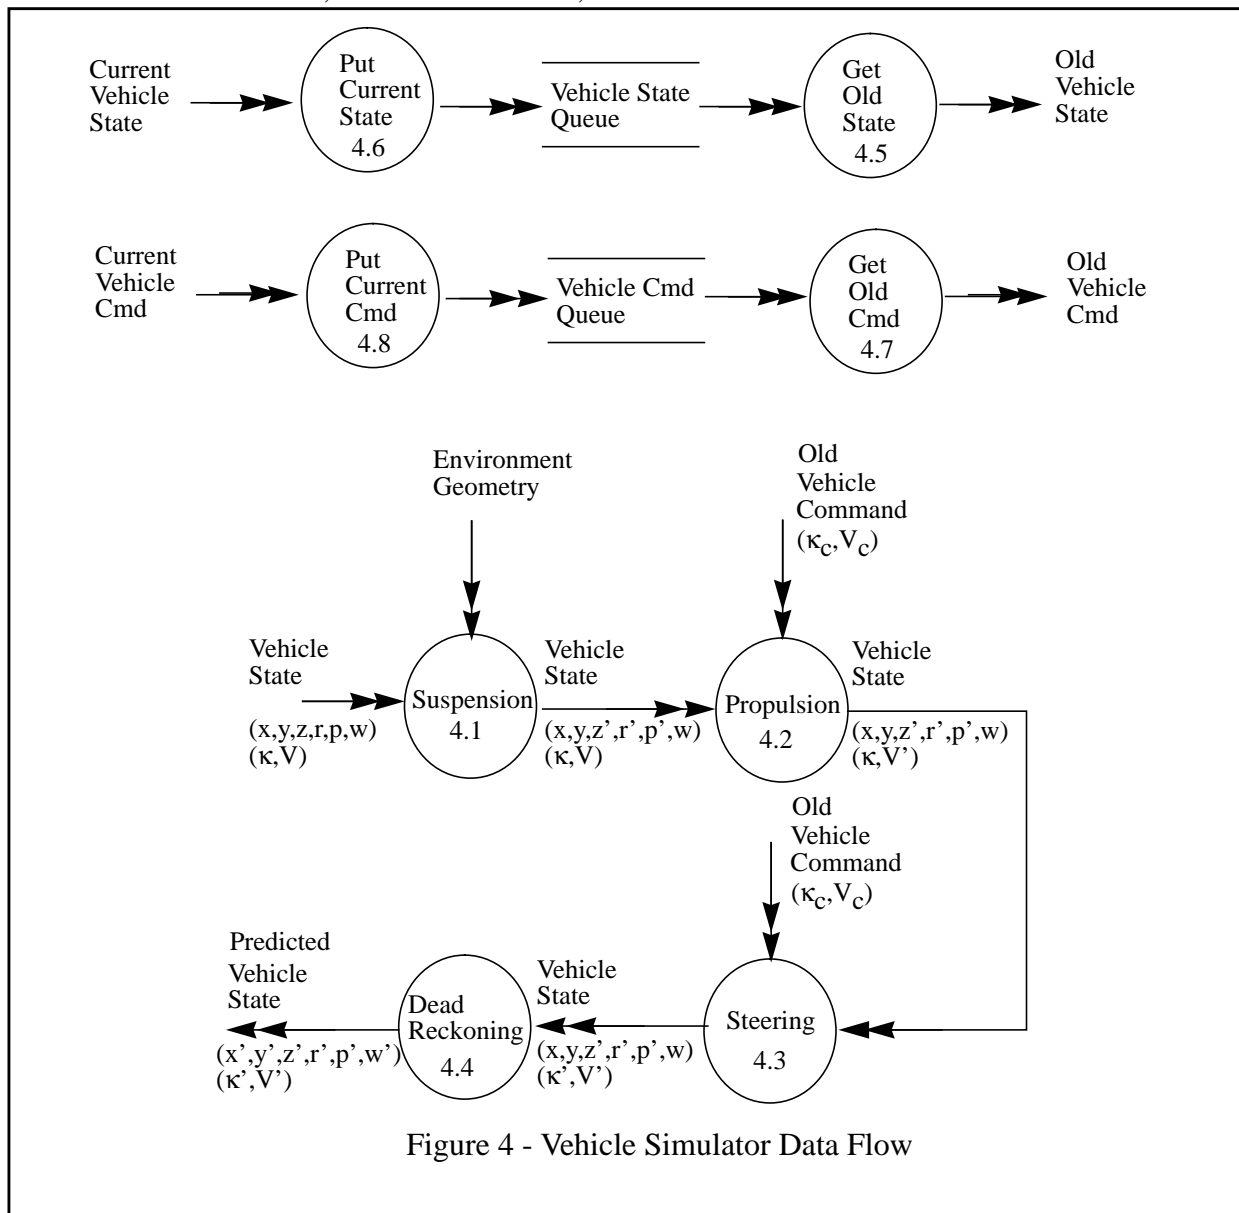 Current
Vehicle
State
Put
Current
State
4.6
Vehicle State
Queue
Get
Old
State
4.5
Old
Vehicle
State
Current
Vehicle
Cmd
Put
Current
Cmd
4.8
Vehicle Cmd
Queue
Get
Old
Cmd
4.7
Old
Vehicle
Cmd
Environment
Geometry
Old
Vehicle
Command
(κc,Vc)
Vehicle
State
(x,y,z,r,p,w)
(κ,V)
Suspension
4.1
Vehicle
State
(x,y,z’,r’,p’,w)
(κ,V)
Propulsion
4.2
Vehicle
State
(x,y,z’,r’,p’,w)
(κ,V’)
Old
Vehicle
Command
(κc,Vc)
Predicted
Vehicle
State
(x’,y’,z’,r’,p’,w’)
(κ’,V’)
Dead
Reckoning
4.4
Vehicle
State
(x,y,z’,r’,p’,w)
(κ’,V’)
Steering
4.3
Figure 4 - Vehicle Simulator Data Flow